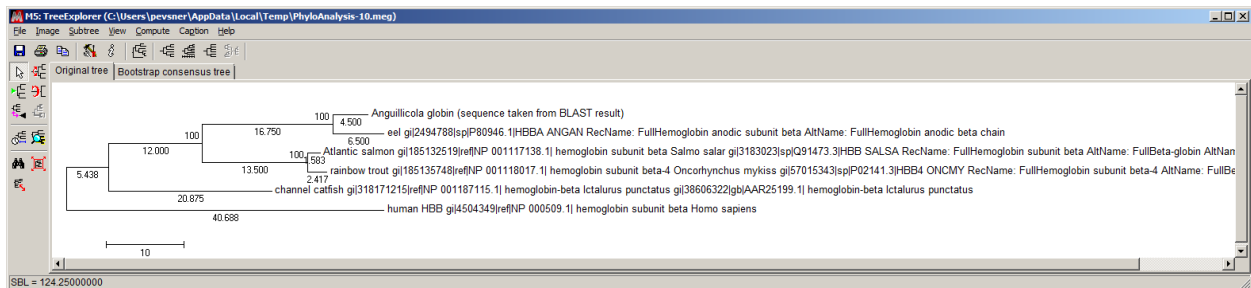 M5: TreeExplorer (C:\Users\pevsner\AppData\Local\Temp\PhyloAnalysis-10.meg)
File Image Subtree View Compute Caption Help
Original tree Bootstrap consensus tree
100 Anguillicola globin (sequence taken from BLAST result)
4.500
100 16.750 eel gi|2494788|sp|P80946.1|HBBA ANGAN RecName: FullHemoglobin anodic subunit beta AltName: FullHemoglobin anodic beta chain
6.500
12.000 100 Atlantic salmon gi|185132519|ref|NP 001117138.1| hemoglobin subunit beta Salmo salar gi|3183023|sp|Q91473.3|HBB SALSA RecName: FullHemoglobin subunit beta AltName: FullBeta-globin AltNam
.583
5.438 13.500 rainbow trout gi|185135748|ref|NP 001118017.1| hemoglobin subunit beta-4 Oncorhynchus mykiss gi|57015343|sp|P02141.3|HBB4 ONCMY RecName: FullHemoglobin subunit beta-4 AltName: FullBe
2.417
channel catfish gi|318171215|ref|NP 001187115.1| hemoglobin-beta Ictalurus punctatus gi|38606322|gb|AAR25199.1| hemoglobin-beta Ictalurus punctatus
20.875
human HBB gi|4504349|ref|NP 000509.1| hemoglobin subunit beta Homo sapiens
40.688
10
SBL = 124.25000000